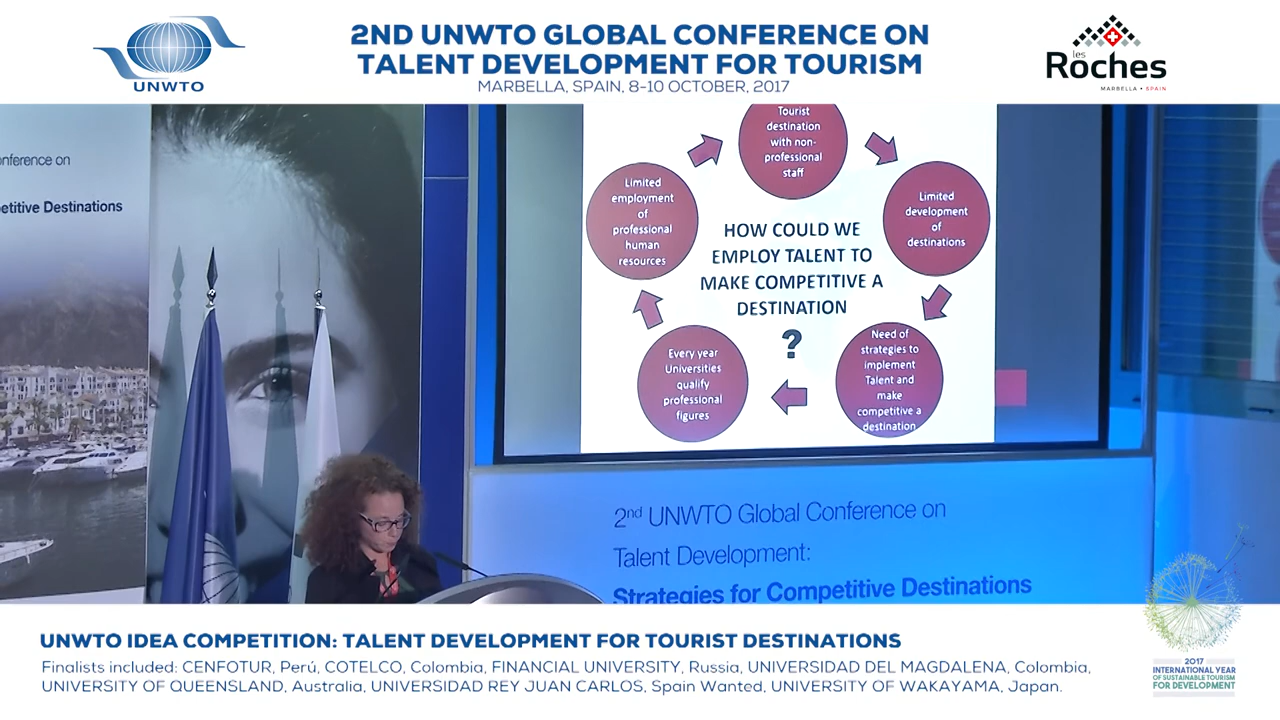 2ND UNWTO GLOBAL CONFERENCE ON
TALENT DEVELOPMENT FOR TOURISM
MARBELLA, SPAIN, 8-10 OCTOBER, 2017
UNWTO
les
Roches
MARBELLA • SPAIN
onference on
etitive Destinations
Tourist
destination
with non-
professional
staff
Limited
development
of
destinations
Need of
strategies to
implement
Talent and
make
competitive a
destination
Every year
Universities
qualify
professional
figures
Limited
employment
of
professional
human
resources
HOW COULD WE
EMPLOY TALENT TO
MAKE COMPETITIVE A
DESTINATION
?
2nd UNWTO Global Conference on
Talent Development:
Strategies for Competitive Destinations
UNWTO IDEA COMPETITION: TALENT DEVELOPMENT FOR TOURIST DESTINATIONS
Finalists included: CENFOTUR, Perú, COTELCO, Colombia, FINANCIAL UNIVERSITY, Russia, UNIVERSIDAD DEL MAGDALENA, Colombia,
UNIVERSITY OF QUEENSLAND, Australia, UNIVERSIDAD REY JUAN CARLOS, Spain Wanted, UNIVERSITY OF WAKAYAMA, Japan.
2017
INTERNATIONAL YEAR
OF SUSTAINABLE TOURISM
FOR DEVELOPMENT